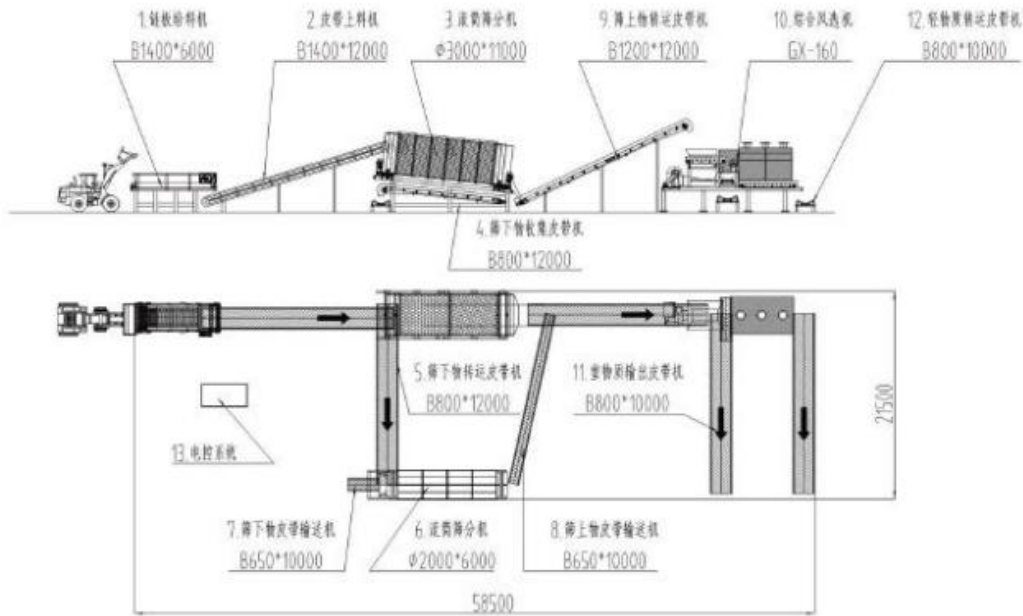 1.链板给料机
B1400*6000
2.皮带上料机
B1400*12000
3.滚筒筛分机
Φ3000*11000
9.筛上物转运皮带机
B1200*12000
10.综合风选机
GX-160
12.轻物质转运皮带机
B800*10000
4.筛下物收集皮带机
B800*12000
5.筛下物转运皮带机
B800*12000
11.重物质输出皮带机
B800*10000
13.电控系统
21500
7.筛下物皮带输送机
B650*10000
6.滚筒筛分机
Φ2000*6000
8.筛上物皮带输送机
B650*10000
58500